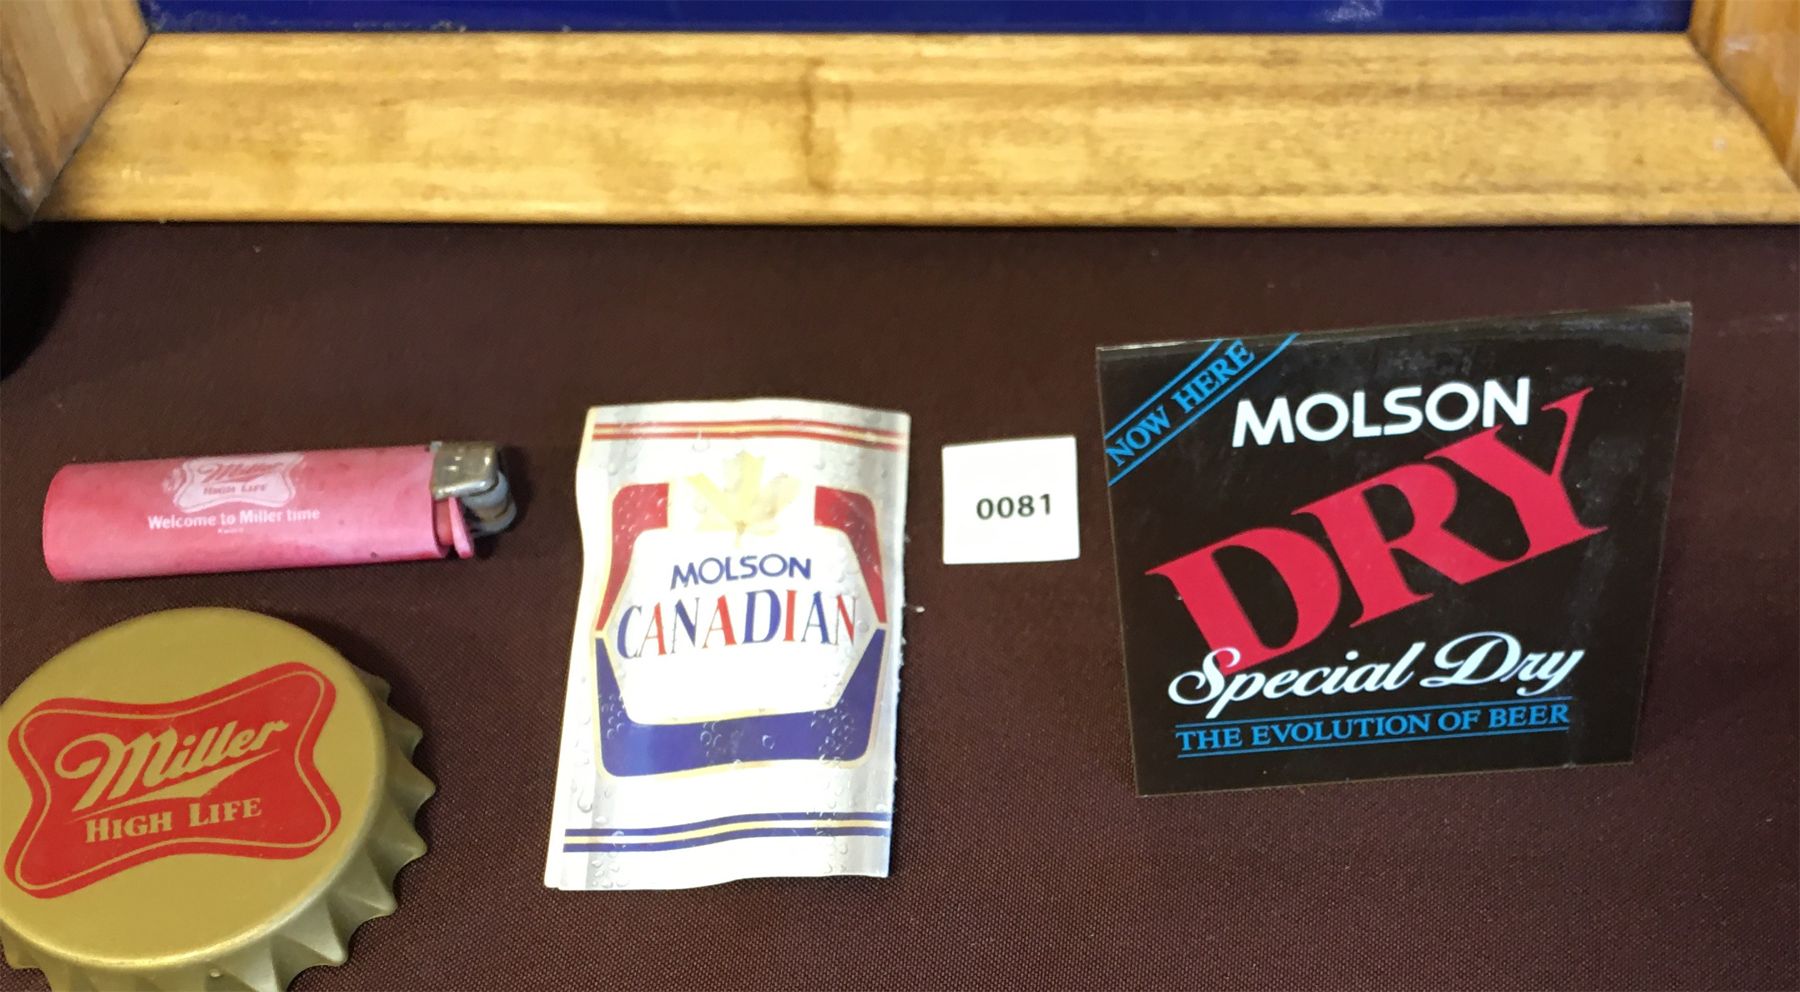 Miller
HIGH LIFE
Welcome to Miller time
Miller
HIGH LIFE
MOLSON
CANADIAN
0081
NOW HERE
MOLSON
DRY
Special Dry
THE EVOLUTION OF BEER